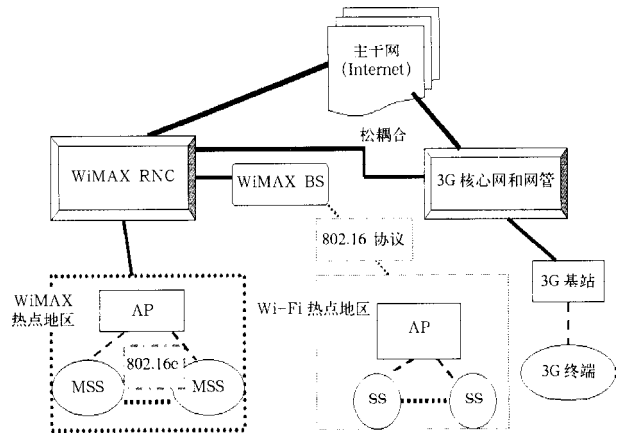 主干网
(Internet)
松耦合
WiMAX RNC
WiMAX BS
3G 核心网和网管
802.16 协议
3G 基站
WiMAX
热点地区
AP
Wi-Fi 热点地区
AP
802.16e
MSS
MSS
SS
SS
3G 终端